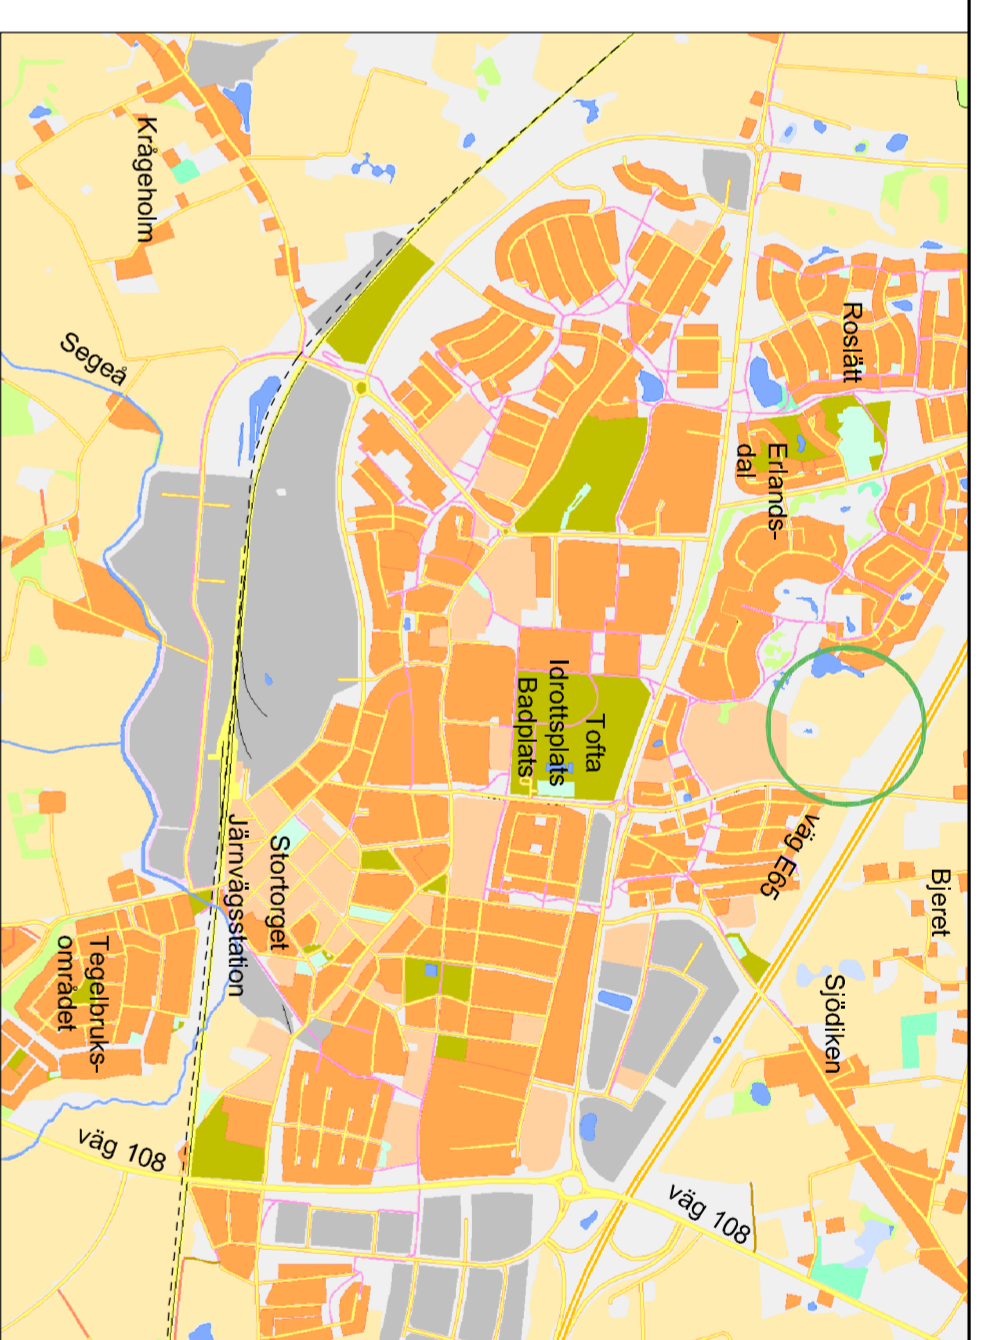 Krågeholm
Segeå
Roslätt
Erlands-
dal
Tofta
Idrottsplats
Badplats
väg E65
Bjeret
Sjödiken
Stortorget
Järnvägsstation
Tegelbruks-
området
väg 108
väg 108